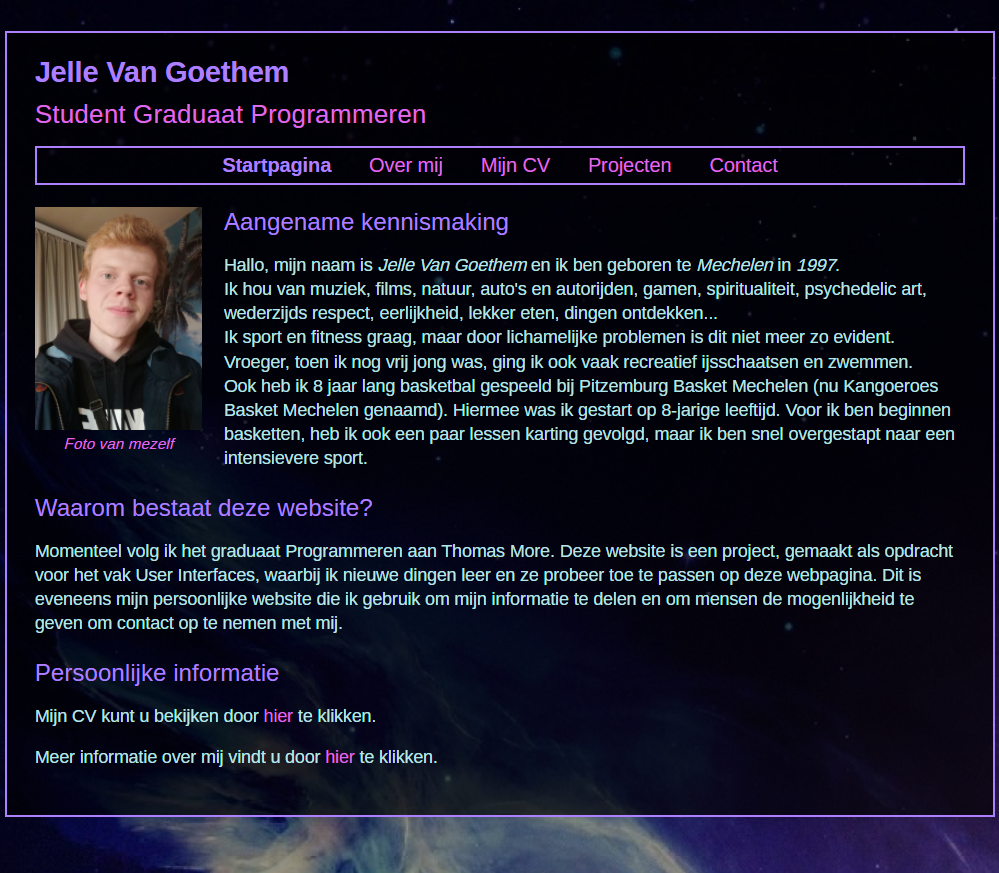 Jelle Van Goethem
Student Graduaat Programmeren
Startpagina Over mij Mijn CV Projecten Contact
Aangename kennismaking
Hallo, mijn naam is Jelle Van Goethem en ik ben geboren te Mechelen in 1997.
Ik hou van muziek, films, natuur, auto's en autorijden, gamen, spiritualiteit, psychedelic art,
wederzijds respect, eerlijkheid, lekker eten, dingen ontdekken...
Ik sport en fitness graag, maar door lichamelijke problemen is dit niet meer zo evident.
Vroeger, toen ik nog vrij jong was, ging ik ook vaak recreatief ijsschaatsen en zwemmen.
Ook heb ik 8 jaar lang basketbal gespeeld bij Pitzemburg Basket Mechelen (nu Kangoeroes
Basket Mechelen genaamd). Hiermee was ik gestart op 8-jarige leeftijd. Voor ik ben beginnen
basketten, heb ik ook een paar lessen karting gevolgd, maar ik ben snel overgestapt naar een
intensievere sport.
Foto van mezelf
Waarom bestaat deze website?
Momenteel volg ik het graduaat Programmeren aan Thomas More. Deze website is een project, gemaakt als opdracht
voor het vak User Interfaces, waarbij ik nieuwe dingen leer en ze probeer toe te passen op deze webpagina. Dit is
eveneens mijn persoonlijke website die ik gebruik om mijn informatie te delen en om mensen de mogenlijkheid te
geven om contact op te nemen met mij.
Persoonlijke informatie
Mijn CV kunt u bekijken door hier te klikken.
Meer informatie over mij vindt u door hier te klikken.